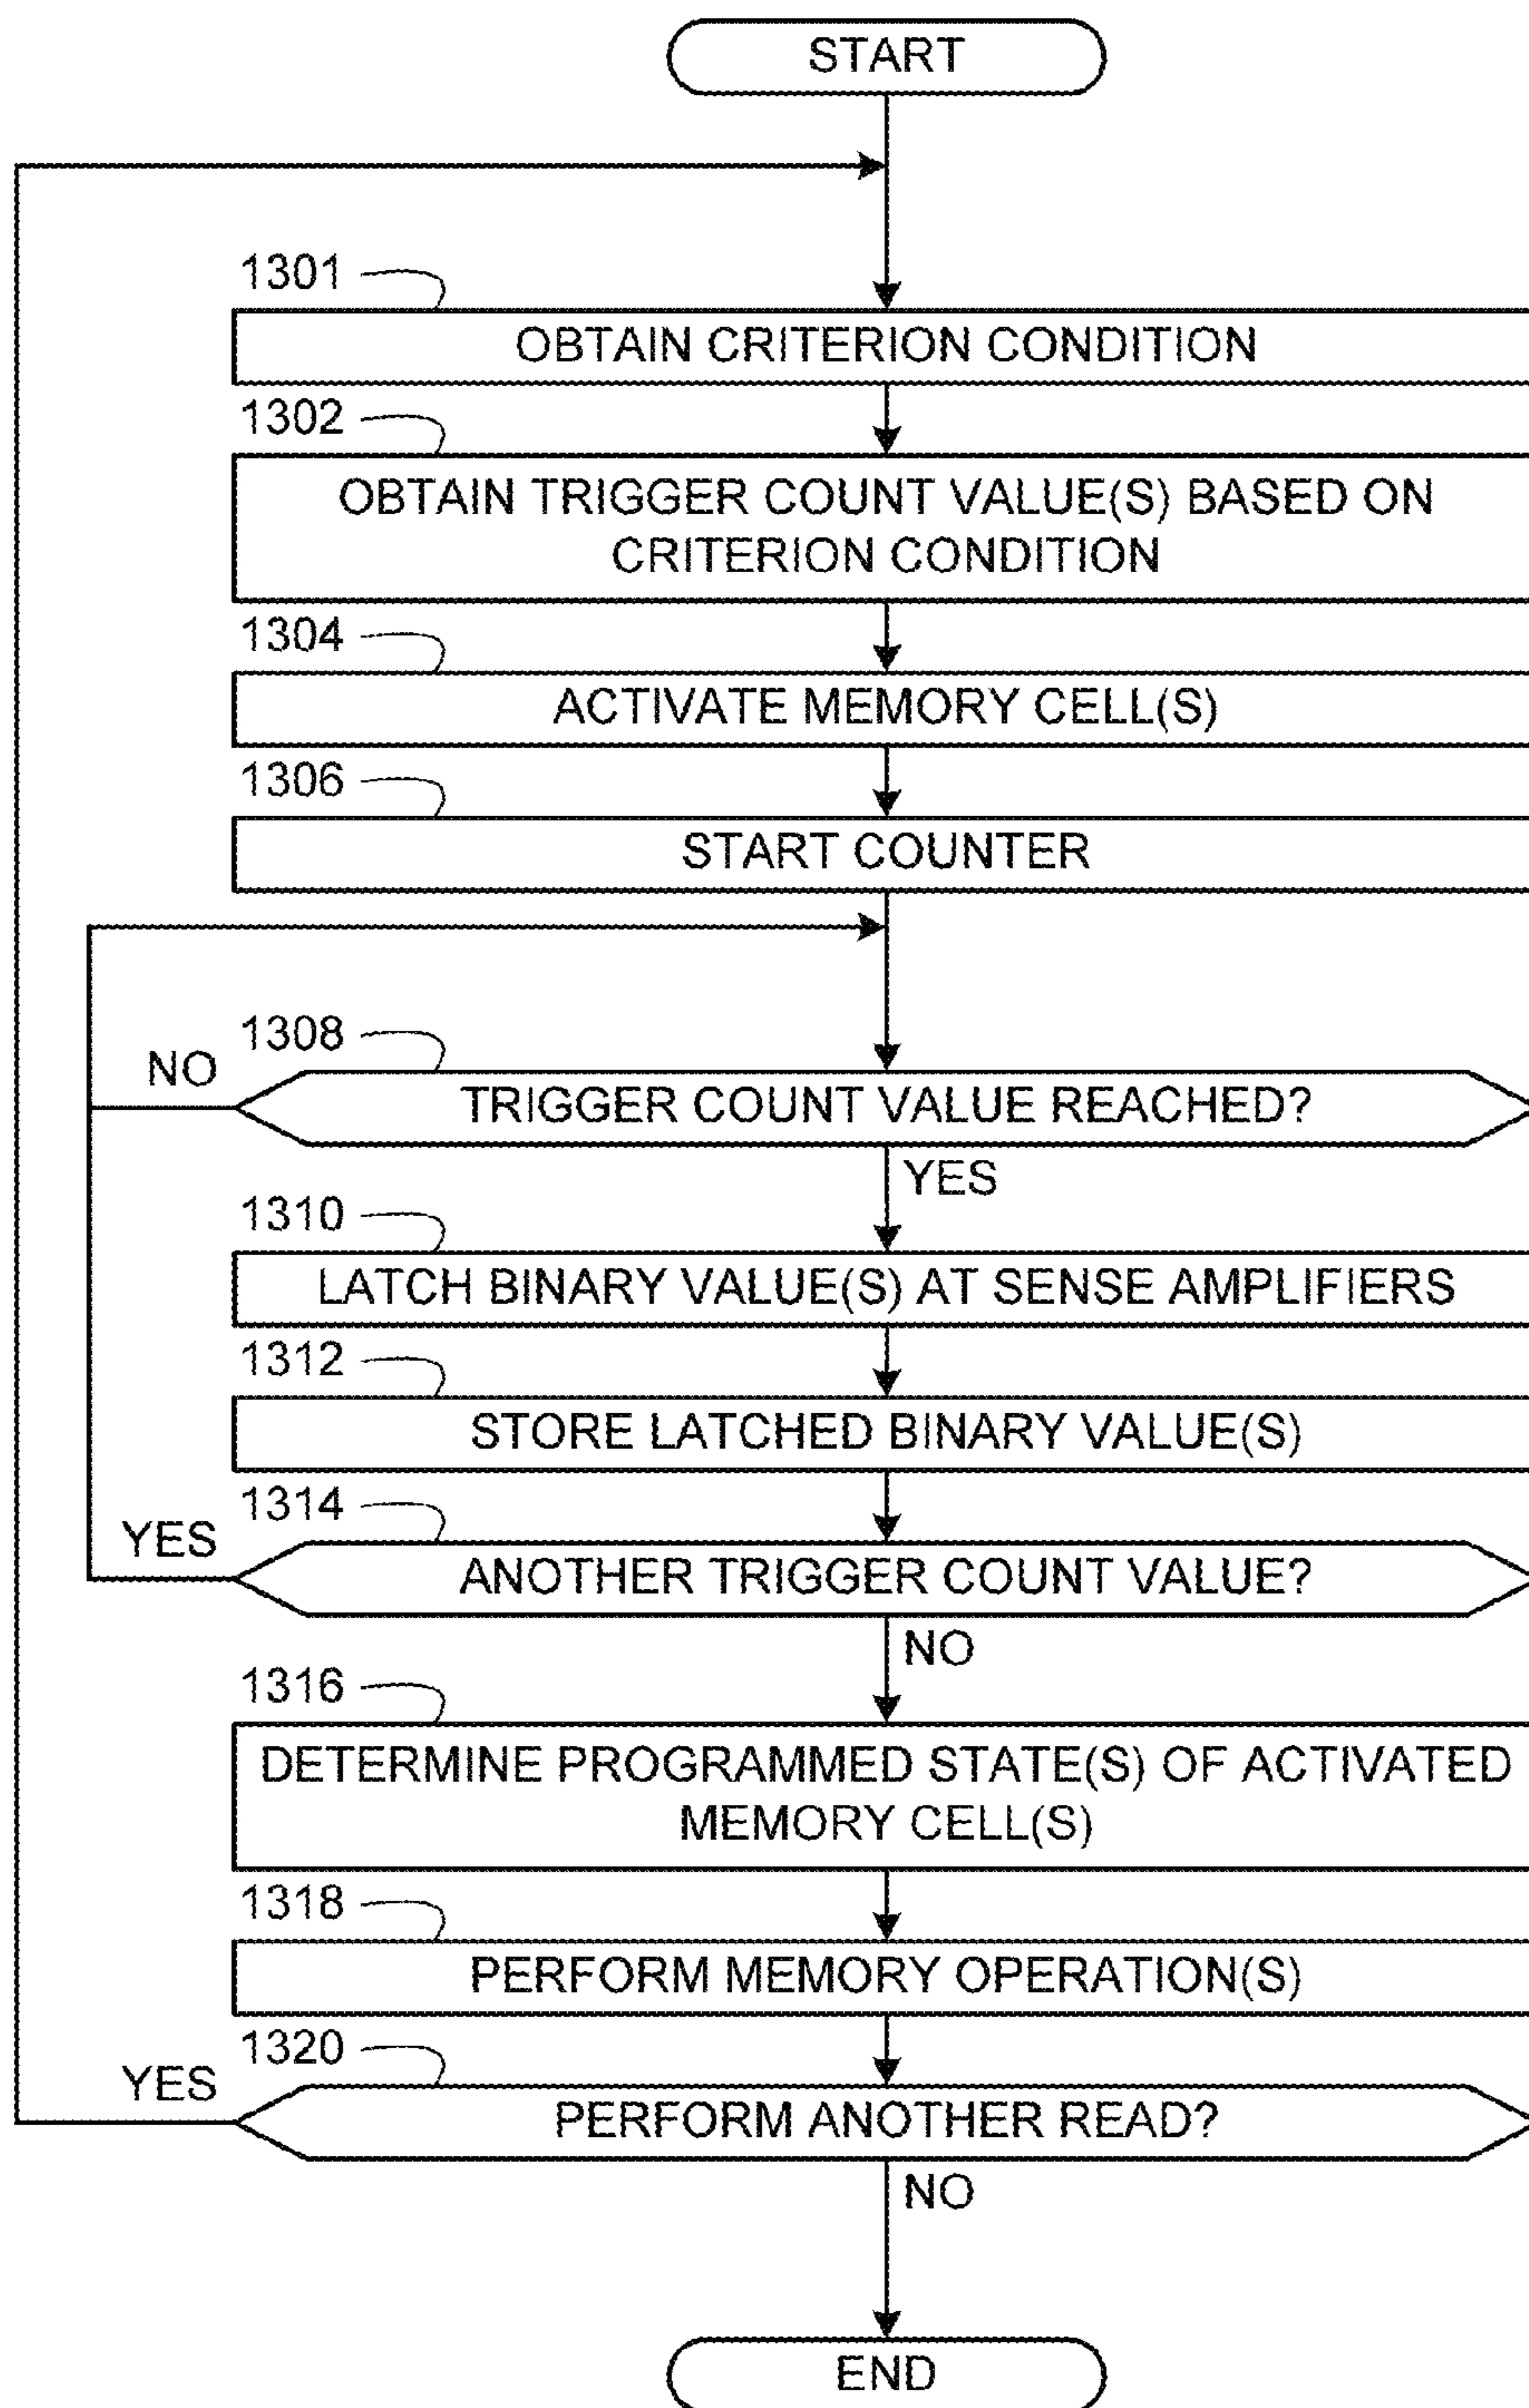 START
1301
OBTAIN CRITERION CONDITION
1302
OBTAIN TRIGGER COUNT VALUE(S) BASED ON
CRITERION CONDITION
1304
ACTIVATE MEMORY CELL(S)
1306
START COUNTER
1308
NO
TRIGGER COUNT VALUE REACHED?
YES
1310
LATCH BINARY VALUE(S) AT SENSE AMPLIFIERS
1312
STORE LATCHED BINARY VALUE(S)
1314
YES
ANOTHER TRIGGER COUNT VALUE?
NO
1316
DETERMINE PROGRAMMED STATE(S) OF ACTIVATED
MEMORY CELL(S)
1318
PERFORM MEMORY OPERATION(S)
1320
YES
PERFORM ANOTHER READ?
NO
END